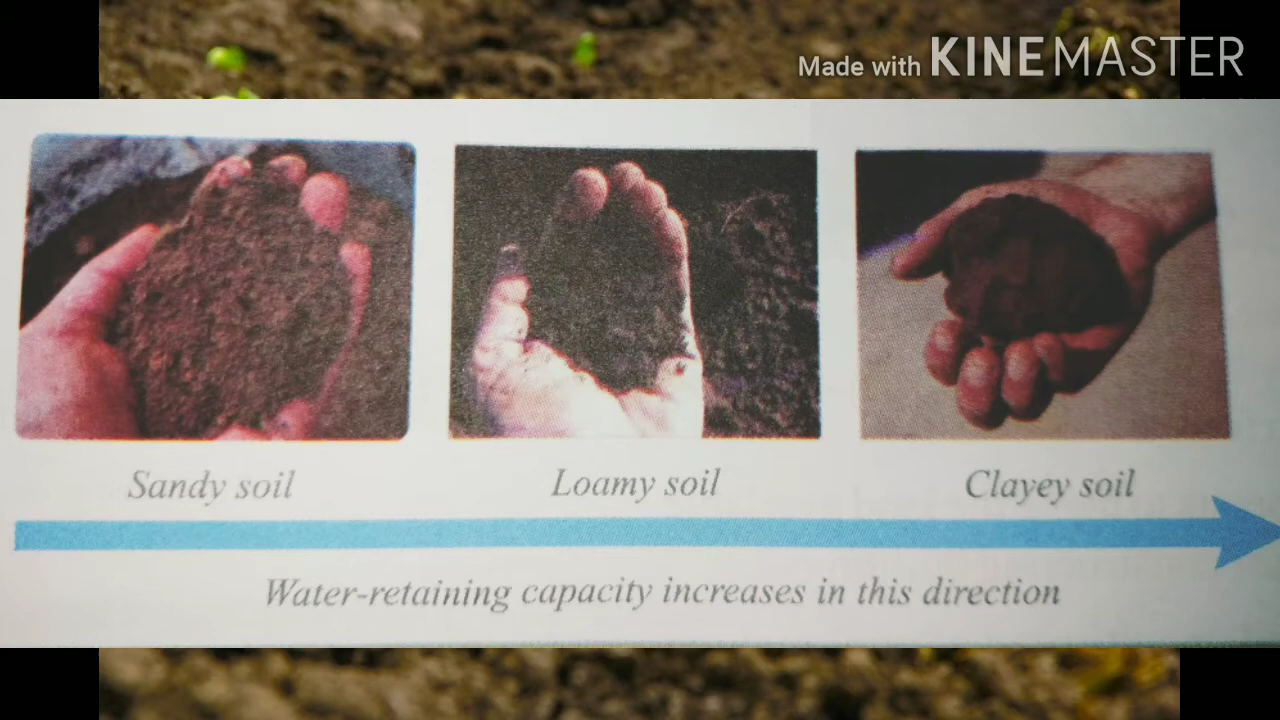 Made with KINEMASTER
Sandy soil
Loamy soil
Clayey soil
Water-retaining capacity increases in this direction